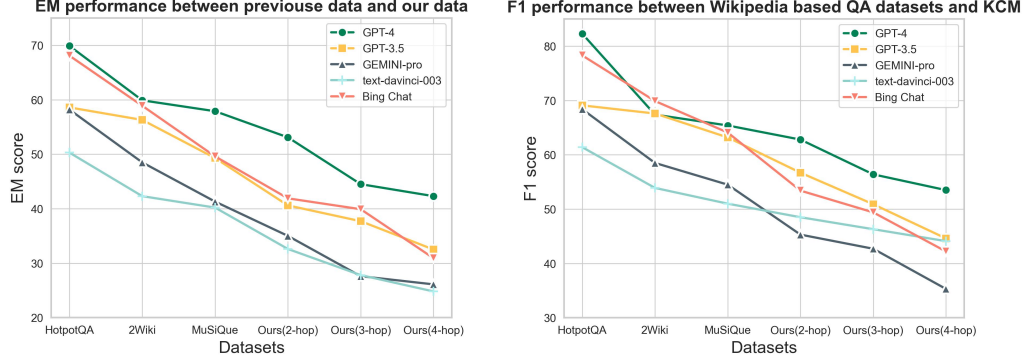 EM performance between previouse data and our data
70
60
50
40
30
20
EM score
GPT-4
GPT-3.5
GEMINI-pro
text-davinci-003
Bing Chat
HotpotQA 2Wiki MuSiQue Ours(2-hop) Ours(3-hop) Ours(4-hop)
Datasets
F1 performance between Wikipedia based QA datasets and KCM
80
70
60
50
40
30
F1 score
GPT-4
GPT-3.5
GEMINI-pro
text-davinci-003
Bing Chat
HotpotQA 2Wiki MuSiQue Ours(2-hop) Ours(3-hop) Ours(4-hop)
Datasets